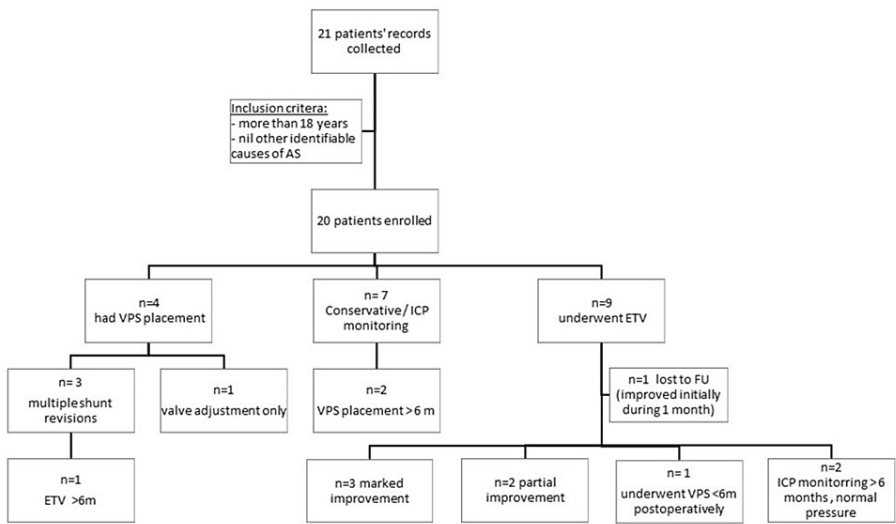 21 patients' records
collected
Inclusion critera:
- more than 18 years
- nil other identifiable
causes of AS
20 patients enrolled
n=4
had VPS placement
n= 7
Conservative/ ICP
monitoring
n=9
underwent ETV
n= 3
multiple shunt
revisions
n=1
valve adjustment only
n=2
VPS placement > 6 m
n=1 lost to FU
(improved initially
during 1 month)
n=1
ETV >6m
n=3 marked
improvement
n=2 partial
improvement
n= 1
underwent VPS <6m
postoperatively
n=2
ICP monitorring > 6
months , normal
pressure